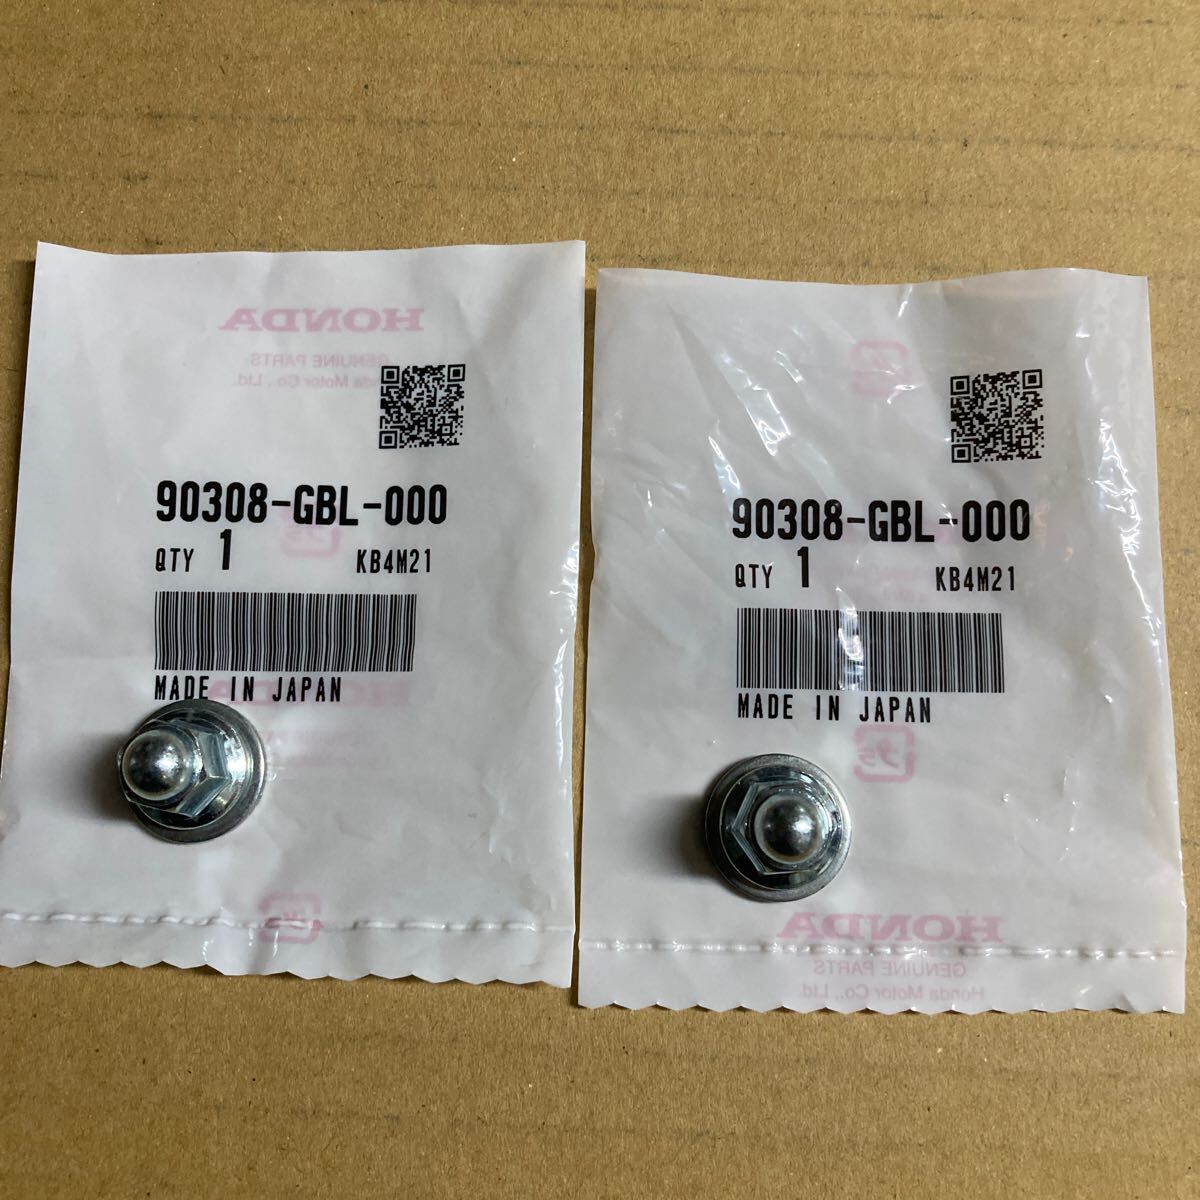 HONDA
GENUINE PARTS
nda Motor Co., Ltd.
90308-GBL-000
QTY 1 KB4M21
MADE IN JAPAN
90308-GBL-000
QTY 1 KB4M21
MADE IN JAPAN
HONDA
GENUINE PARTS
Honda Motor Co., Ltd.